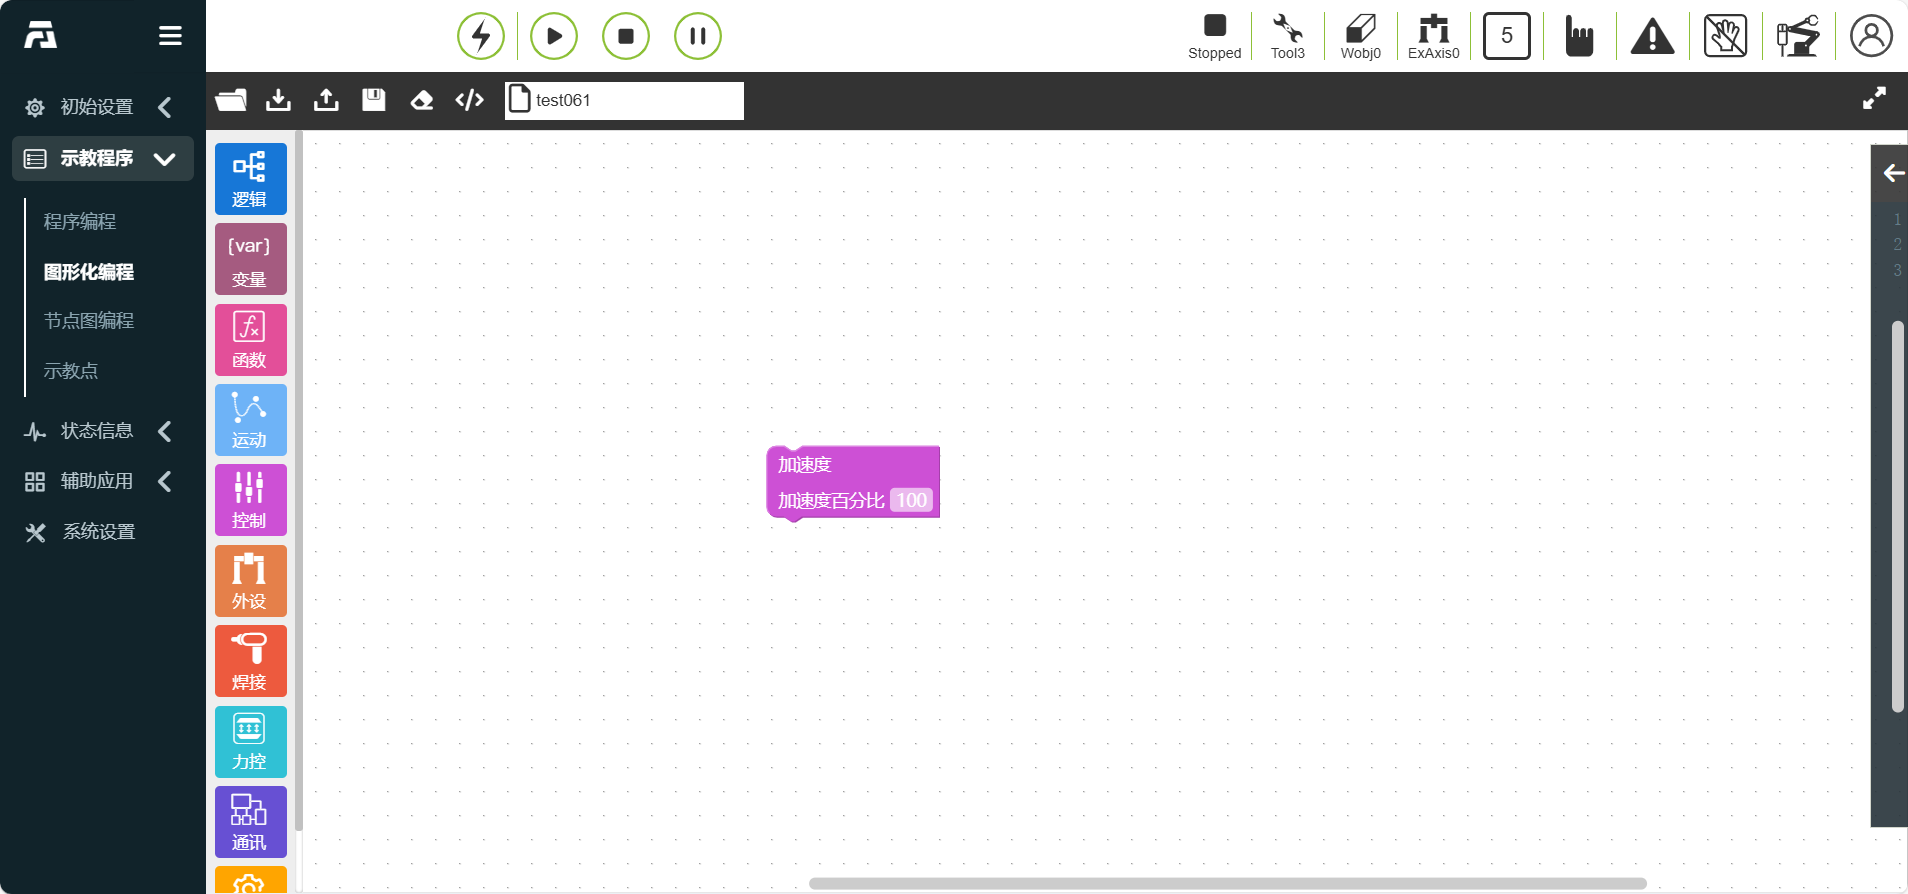 Stopped
Tool3
Wobj0
ExAxis0
5
test061
初始设置
示教程序
程序编程
图形化编程
节点图编程
示教点
状态信息
辅助应用
系统设置
逻辑
{var}
变量
fx
函数
运动
控制
外设
焊接
力控
通讯
加速度
加速度百分比 100
1
2
3